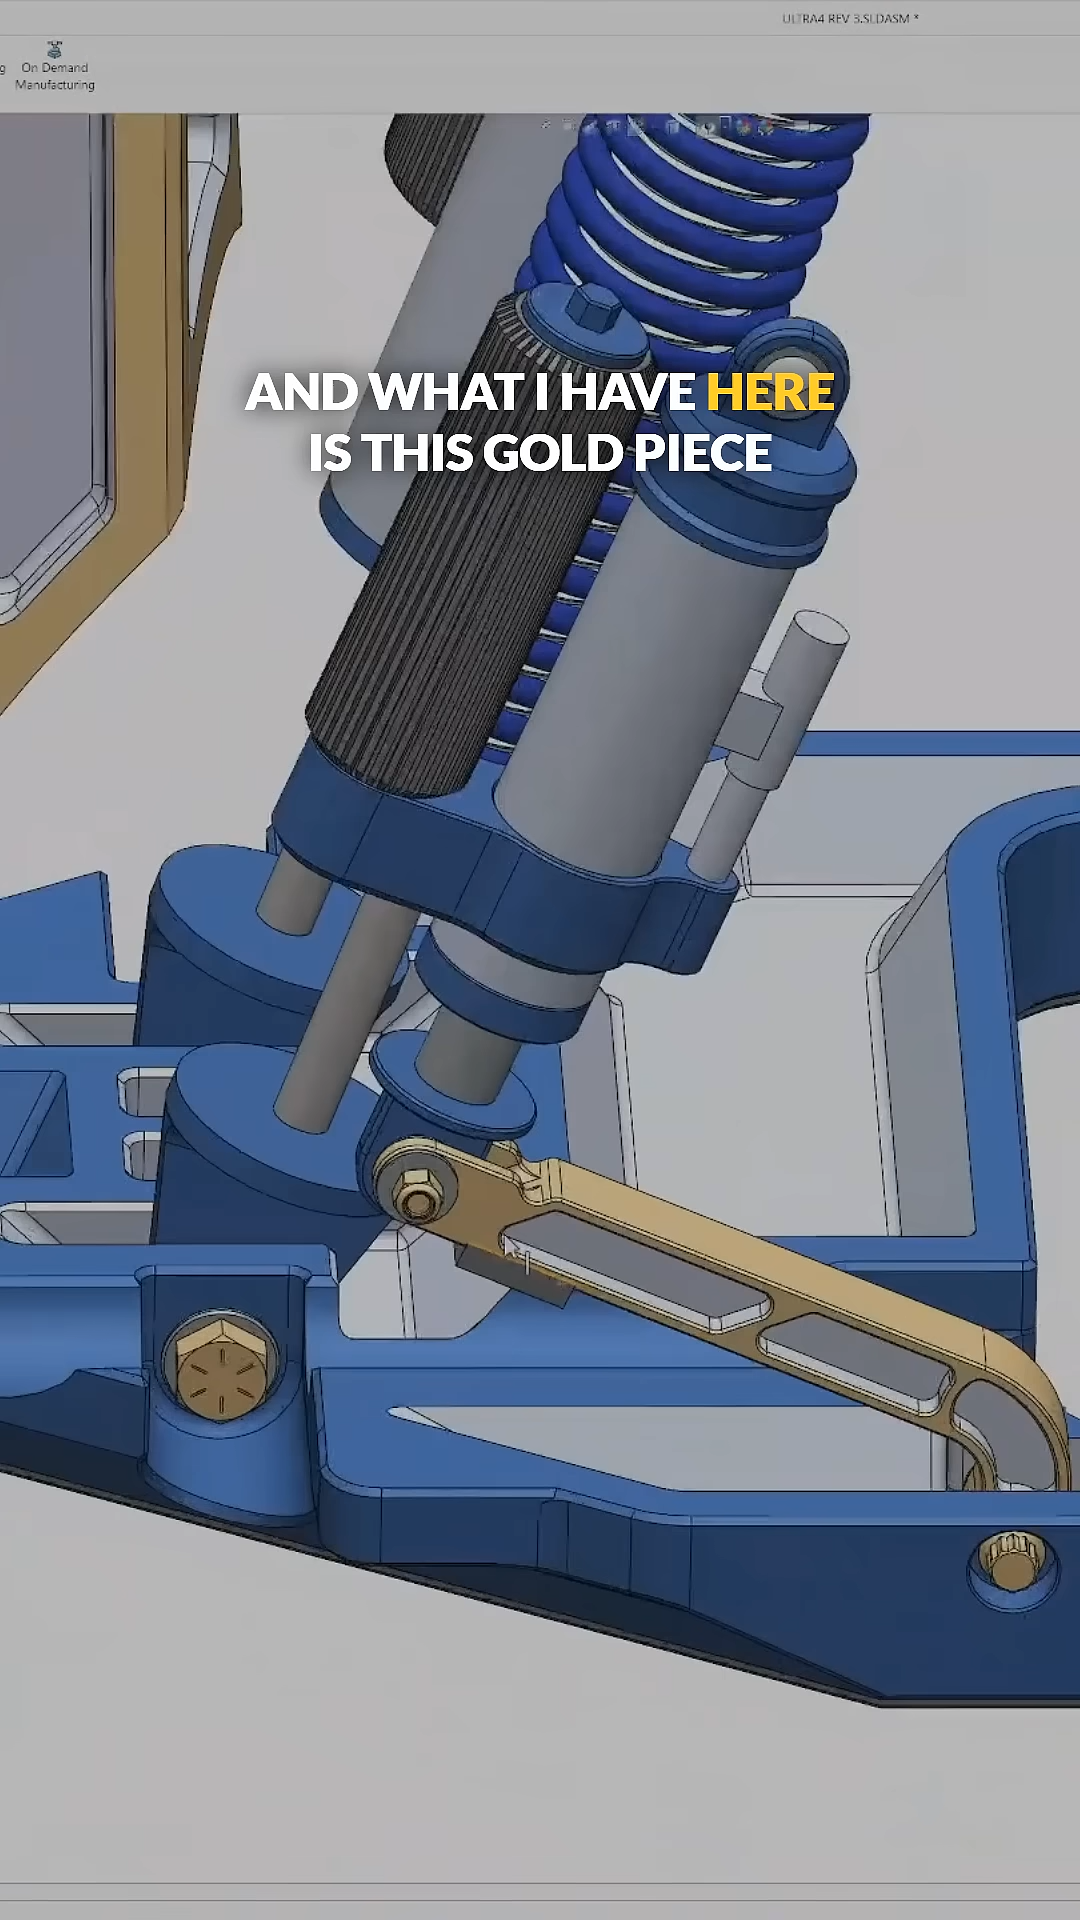 ULTRA4 REV 3.SLDASM *
g On Demand
Manufacturing
AND WHAT I HAVE HERE
IS THIS GOLD PIECE